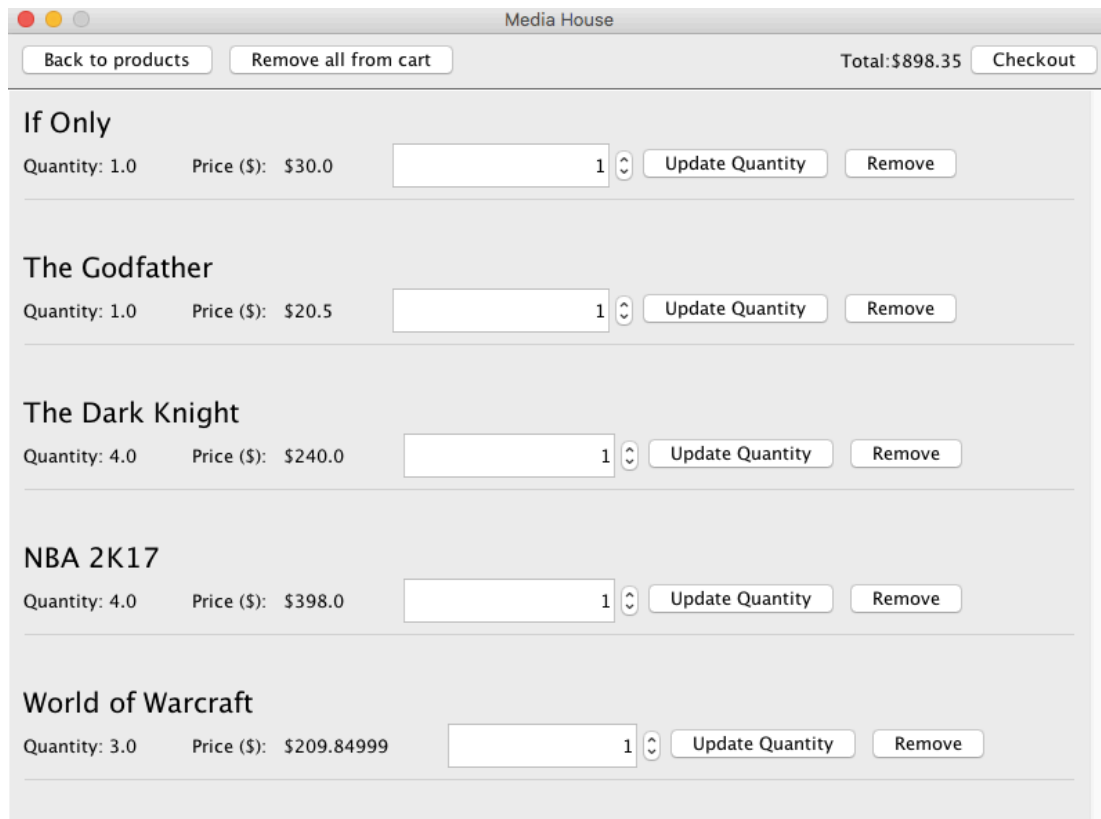 Media House
Back to products Remove all from cart Total:$898.35 Checkout
If Only
Quantity: 1.0 Price ($): $30.0 1 Update Quantity Remove
The Godfather
Quantity: 1.0 Price ($): $20.5 1 Update Quantity Remove
The Dark Knight
Quantity: 4.0 Price ($): $240.0 1 Update Quantity Remove
NBA 2K17
Quantity: 4.0 Price ($): $398.0 1 Update Quantity Remove
World of Warcraft
Quantity: 3.0 Price ($): $209.84999 1 Update Quantity Remove